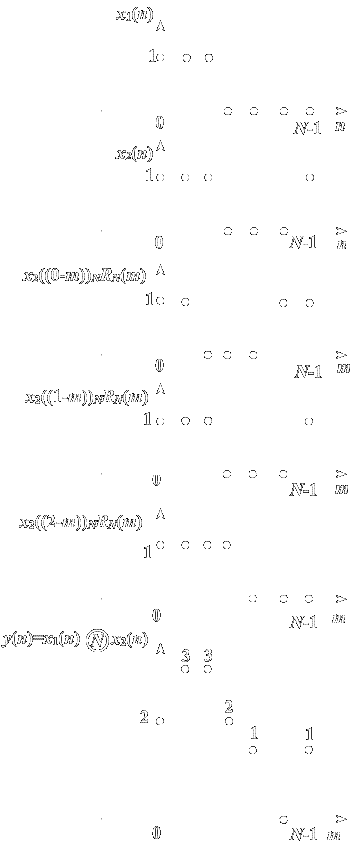 x₁(n)
1
0
N-1 n
x₂(n)
1
0
N-1 n
x₂((0-m))ₙRₙ(m)
1
0
N-1 m
x₂((1-m))ₙRₙ(m)
1
0
N-1 m
x₂((2-m))ₙRₙ(m)
1
0
N-1 m
y(n)=x₁(n) Ⓝ x₂(m)
3 3
2
2
1 1
0
N-1 m